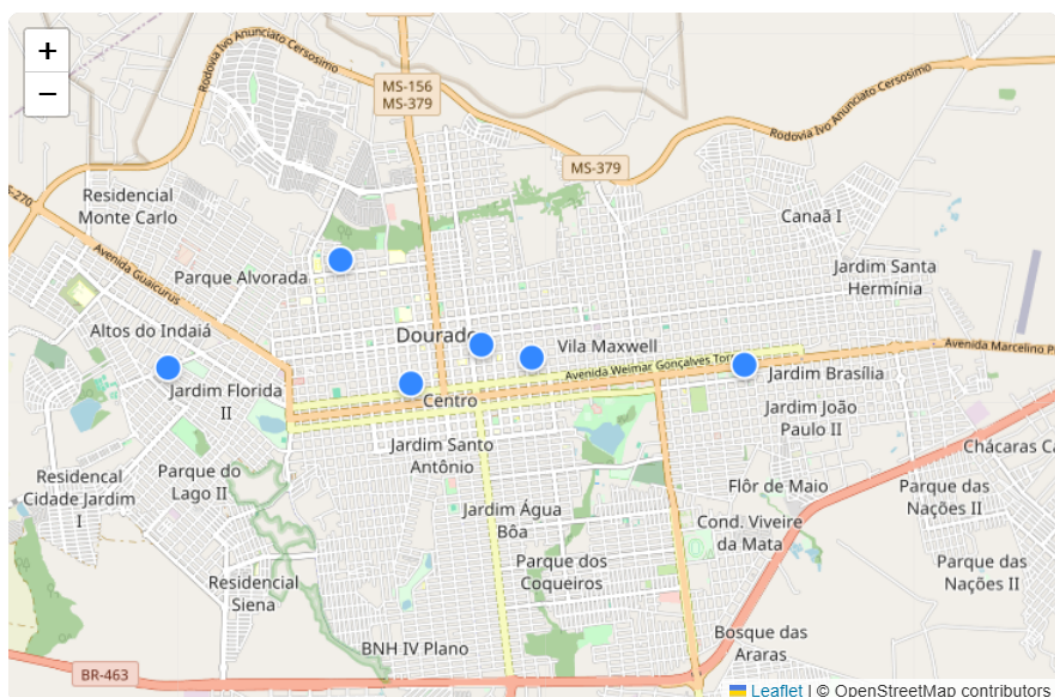 +
−
Rodovia Ivo Anunciato Cersosimo
MS-156
MS-379
Rodovia Ivo Anunciato Cersosimo
MS-379
S-270
Residencial
Monte Carlo
Canaã I
Avenida Guaicurus
Parque Alvorada
Jardim Santa
Hermínia
Altos do Indaiá
Dourado
Vila Maxwell
Avenida Weimar Gonçalves Torr
Avenida Marcelino P
Jardim Florida
II
Centro
Jardim Brasília
Jardim João
Paulo II
Jardim Santo
Antônio
Chácaras Ca
Residencal
Cidade Jardim
I
Parque do
Lago II
Flôr de Maio
Parque das
Nações II
Jardim Água
Bôa
Cond. Viveire
da Mata
Parque dos
Coqueiros
Parque das
Nações II
Residencial
Siena
BNH IV Plano
Bosque das
Araras
BR-463
Leaflet | © OpenStreetMap contributors